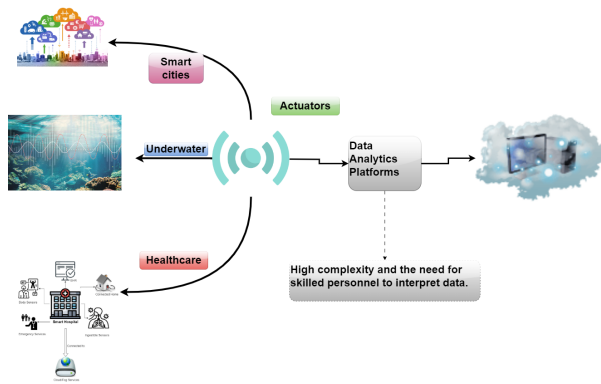 Smart
cities
Actuators
Underwater
Data
Analytics
Platforms
Healthcare
High complexity and the need for
skilled personnel to interpret data.
Smart Hospital